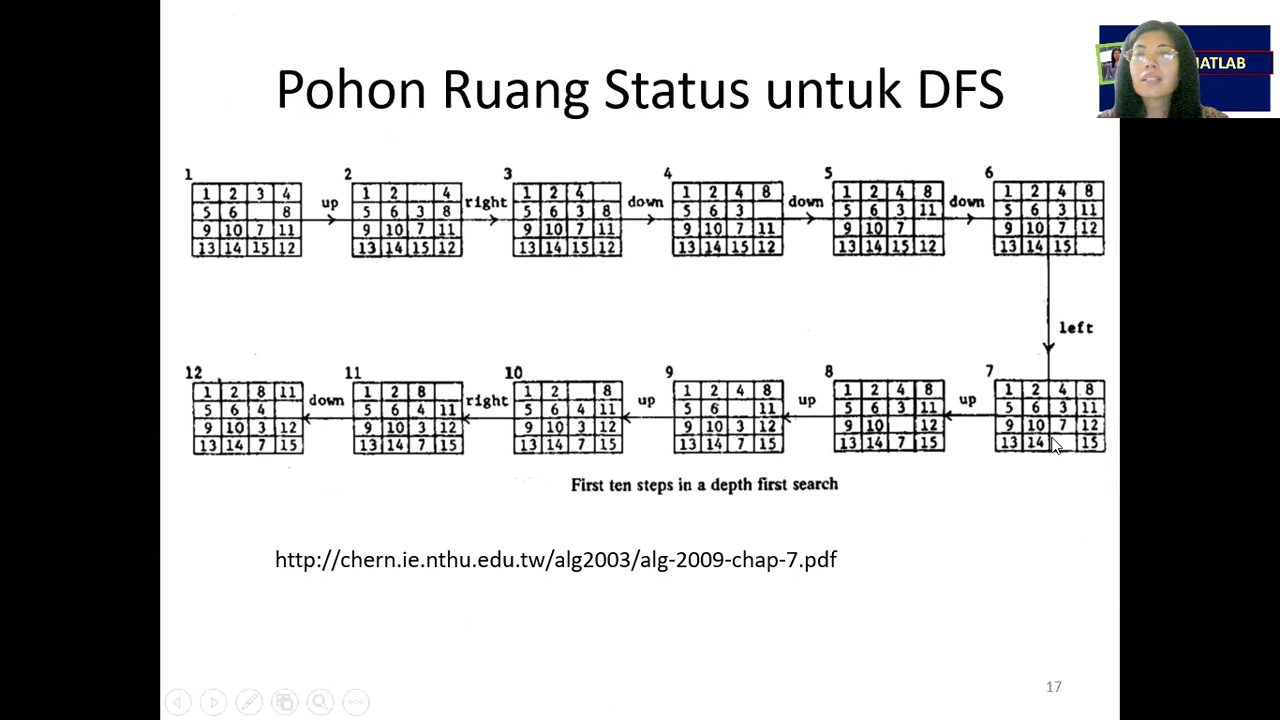 MATLAB
Pohon Ruang Status untuk DFS
1 2 3 4 5 6
1 2 3 4
5 6 8
9 10 7 11
13 14 15 12
up
1 2 4
5 6 3 8
9 10 7 11
13 14 15 12
right
1 2 4
5 6 3 8
9 10 7 11
13 14 15 12
down
1 2 4 8
5 6 3
9 10 7 11
13 14 15 12
down
1 2 4 8
5 6 3 11
9 10 7
13 14 15 12
down
1 2 4 8
5 6 3 11
9 10 7 12
13 14 15
left
12 11 10 9 8 7
1 2 8 11
5 6 4
9 10 3 12
13 14 7 15
down
1 2 8
5 6 4 11
9 10 3 12
13 14 7 15
right
1 2 8
5 6 4 11
9 10 3 12
13 14 7 15
up
1 2 4 8
5 6 11
9 10 3 12
13 14 7 15
up
1 2 4 8
5 6 3 11
9 10 12
13 14 7 15
up
1 2 4 8
5 6 3 11
9 10 7 12
13 14 15
First ten steps in a depth first search
http://chern.ie.nthu.edu.tw/alg2003/alg-2009-chap-7.pdf
17